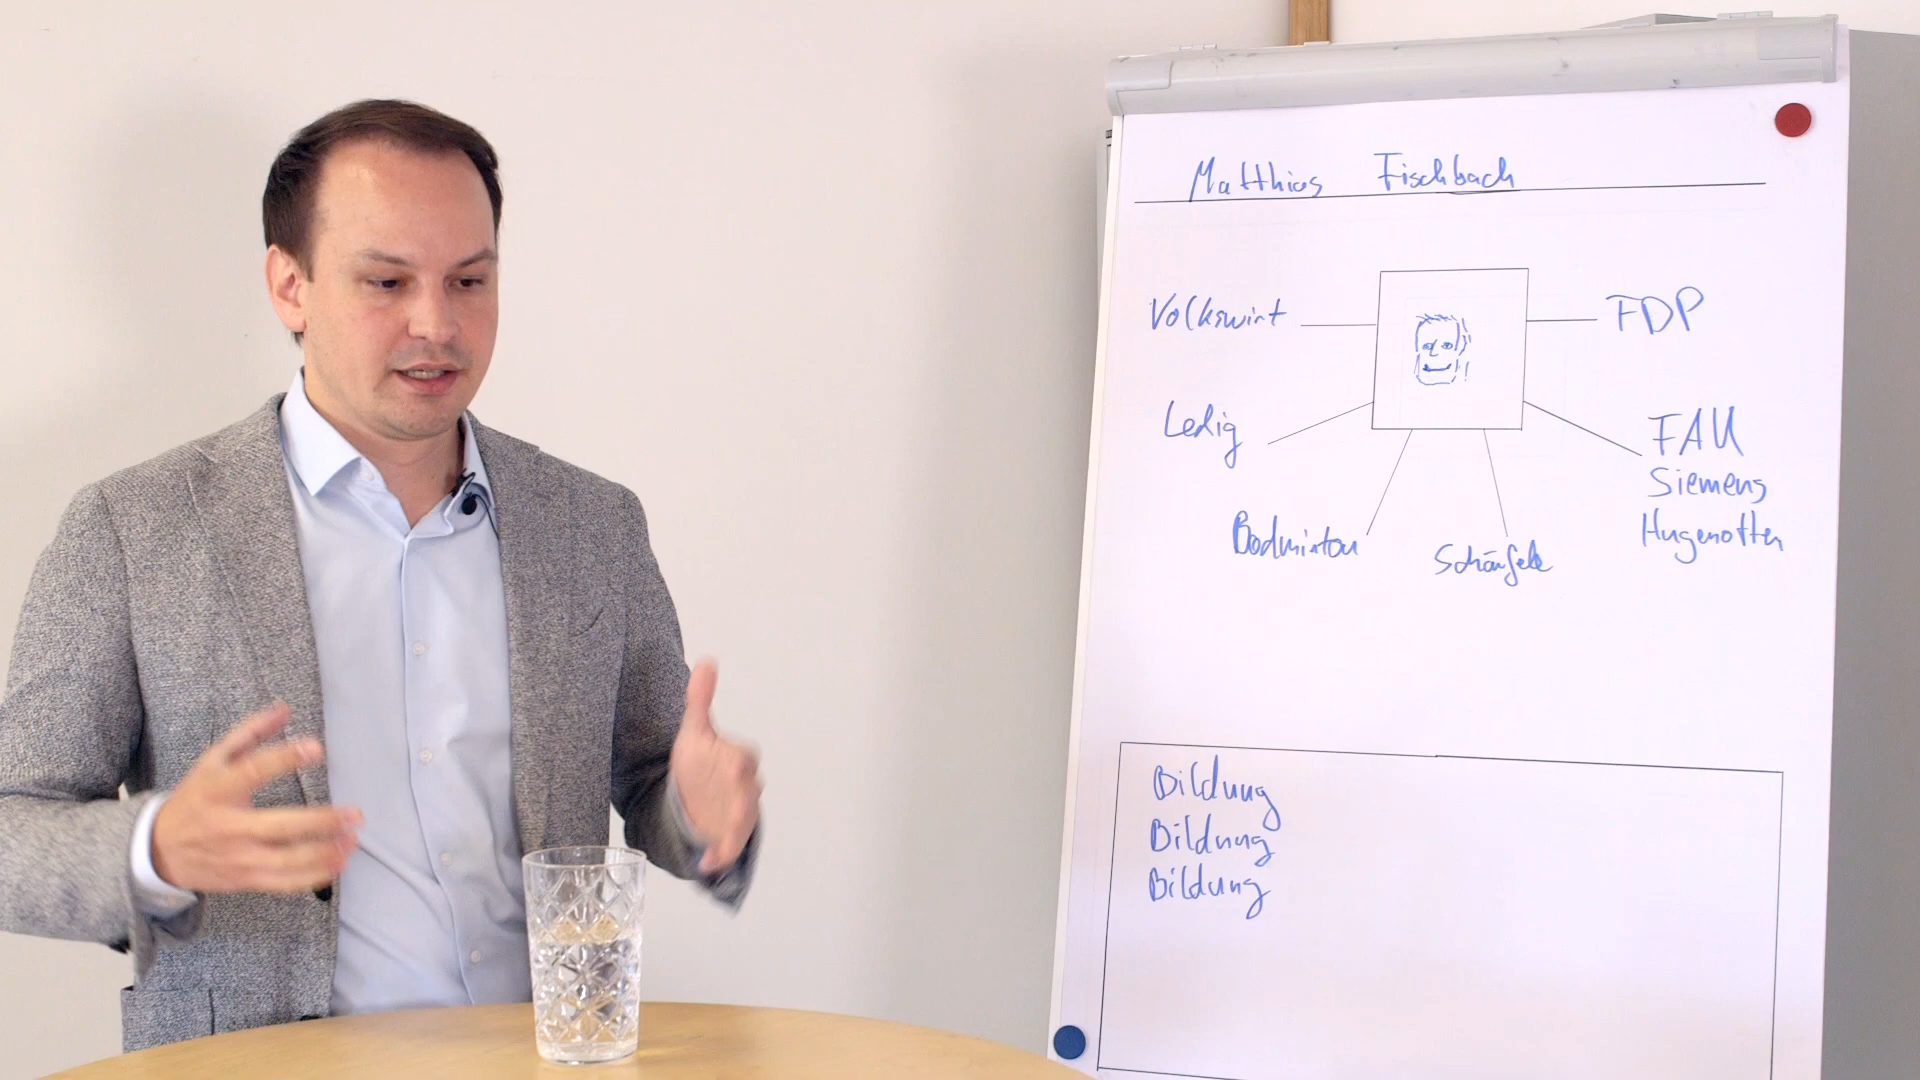 Matthias Fischbach
Volkswirt
FDP
Ledig
FAU
Siemens
Hugenotten
Badminton
Schäufele
Bildung
Bildung
Bildung